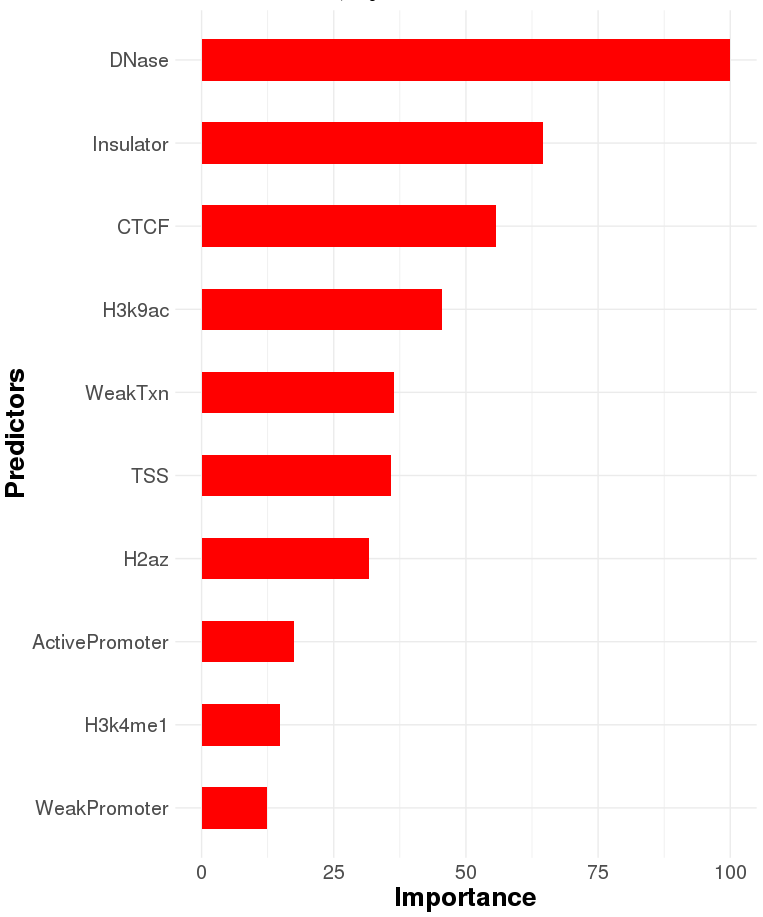 DNase
Insulator
CTCF
H3k9ac
WeakTxn
TSS
H2az
ActivePromoter
H3k4me1
WeakPromoter
Predictors
0 25 50 75 100
Importance